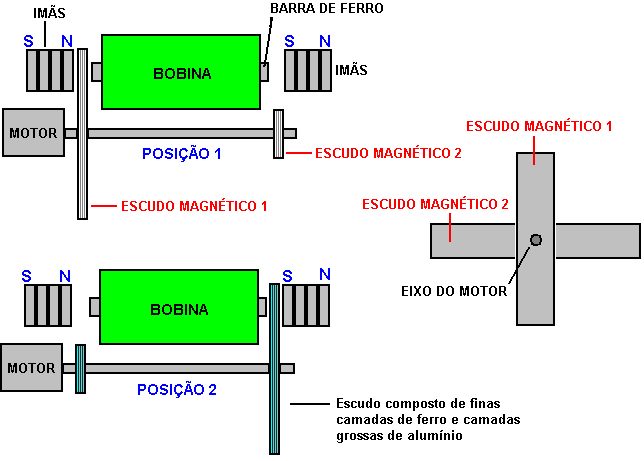 IMÃS
BARRA DE FERRO
S N
S N
BOBINA
IMÃS
MOTOR
POSIÇÃO 1
ESCUDO MAGNÉTICO 2
ESCUDO MAGNÉTICO 1
ESCUDO MAGNÉTICO 1
ESCUDO MAGNÉTICO 2
EIXO DO MOTOR
S N
S N
BOBINA
MOTOR
POSIÇÃO 2
Escudo composto de finas
camadas de ferro e camadas
grossas de alumínio